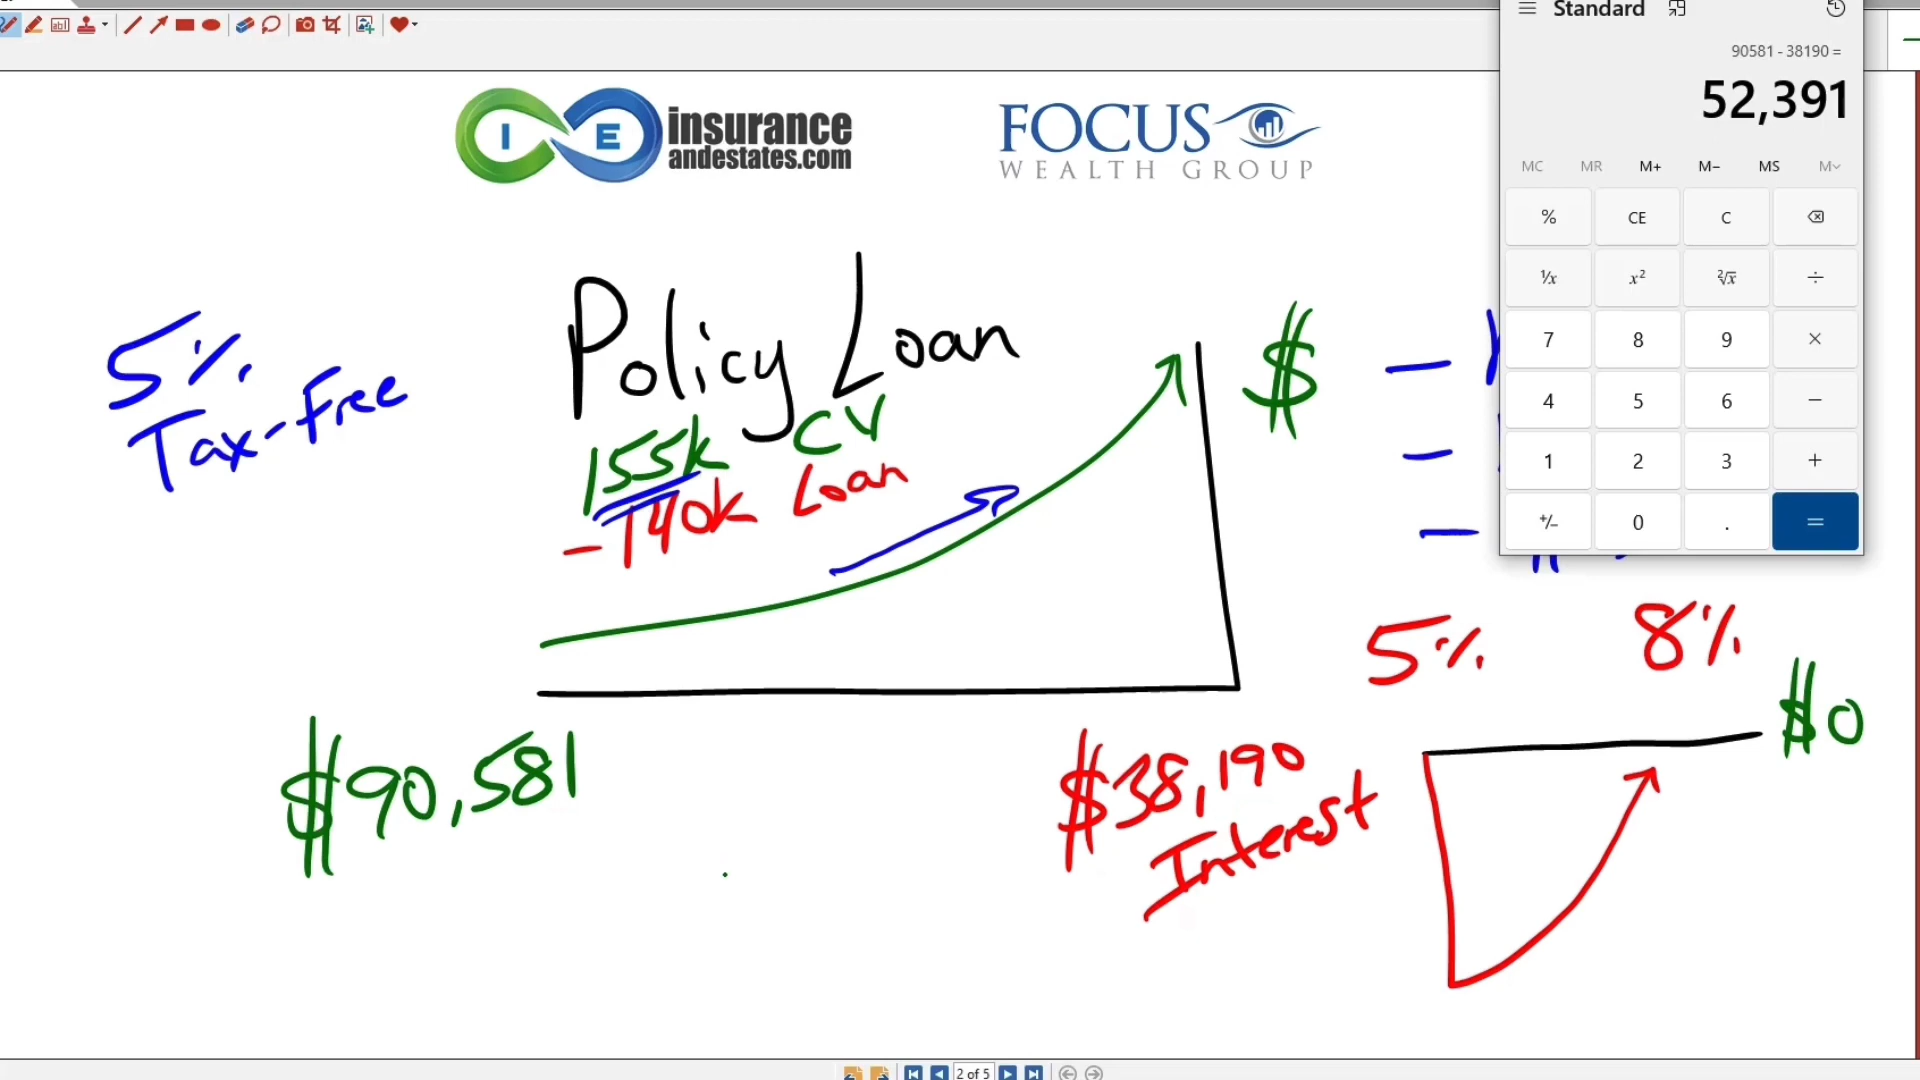 Standard
90581 - 38190 =
52,391
MC MR M+ M− MS M
% CE C
¹/x x² ²√x ÷
7 8 9 ×
4 5 6 −
1 2 3 +
+/− 0 . =
I E insurance
andestates.com
FOCUS
WEALTH GROUP
5%
Tax-Free
Policy Loan
155k CV
-140k Loan
$
5% 8%
$0
$90,581
$38,190
Interest
2 of 5